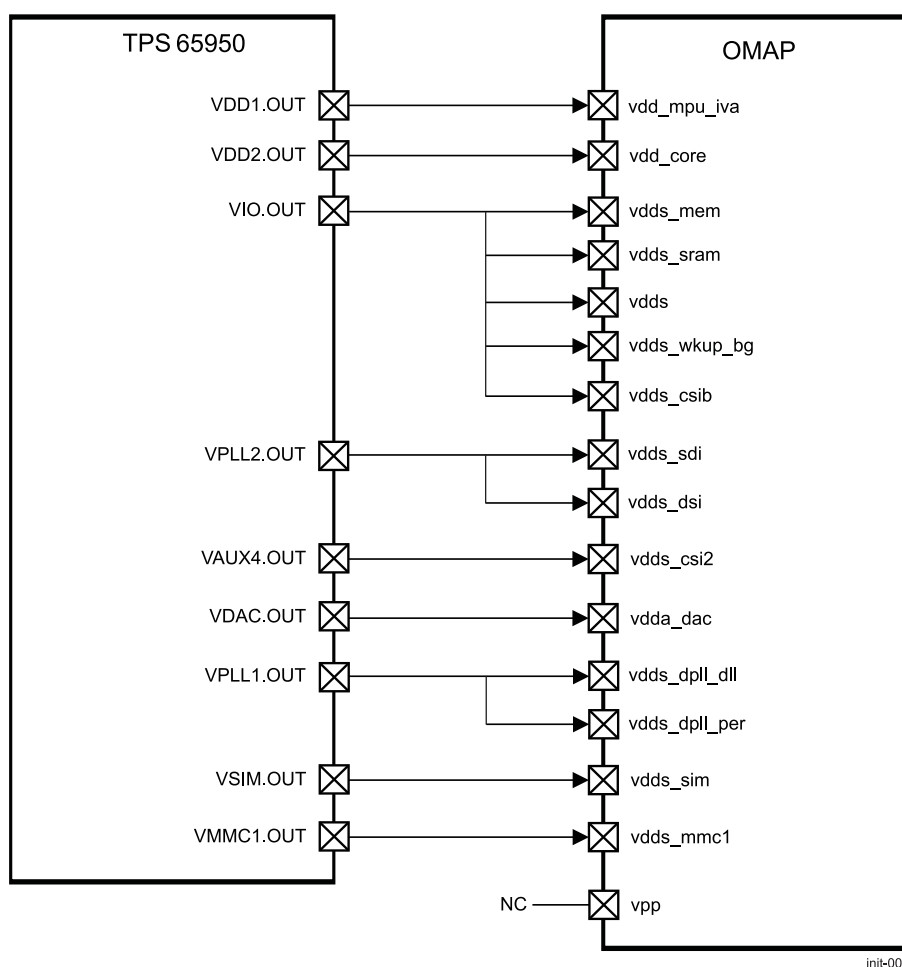 TPS 65950
OMAP
VDD1.OUT vdd_mpu_iva
VDD2.OUT vdd_core
VIO.OUT vdds_mem
vdds_sram
vdds
vdds_wkup_bg
vdds_csib
VPLL2.OUT vdds_sdi
vdds_dsi
VAUX4.OUT vdds_csi2
VDAC.OUT vdda_dac
VPLL1.OUT vdds_dpll_dll
vdds_dpll_per
VSIM.OUT vdds_sim
VMMC1.OUT vdds_mmc1
NC vpp
init-00